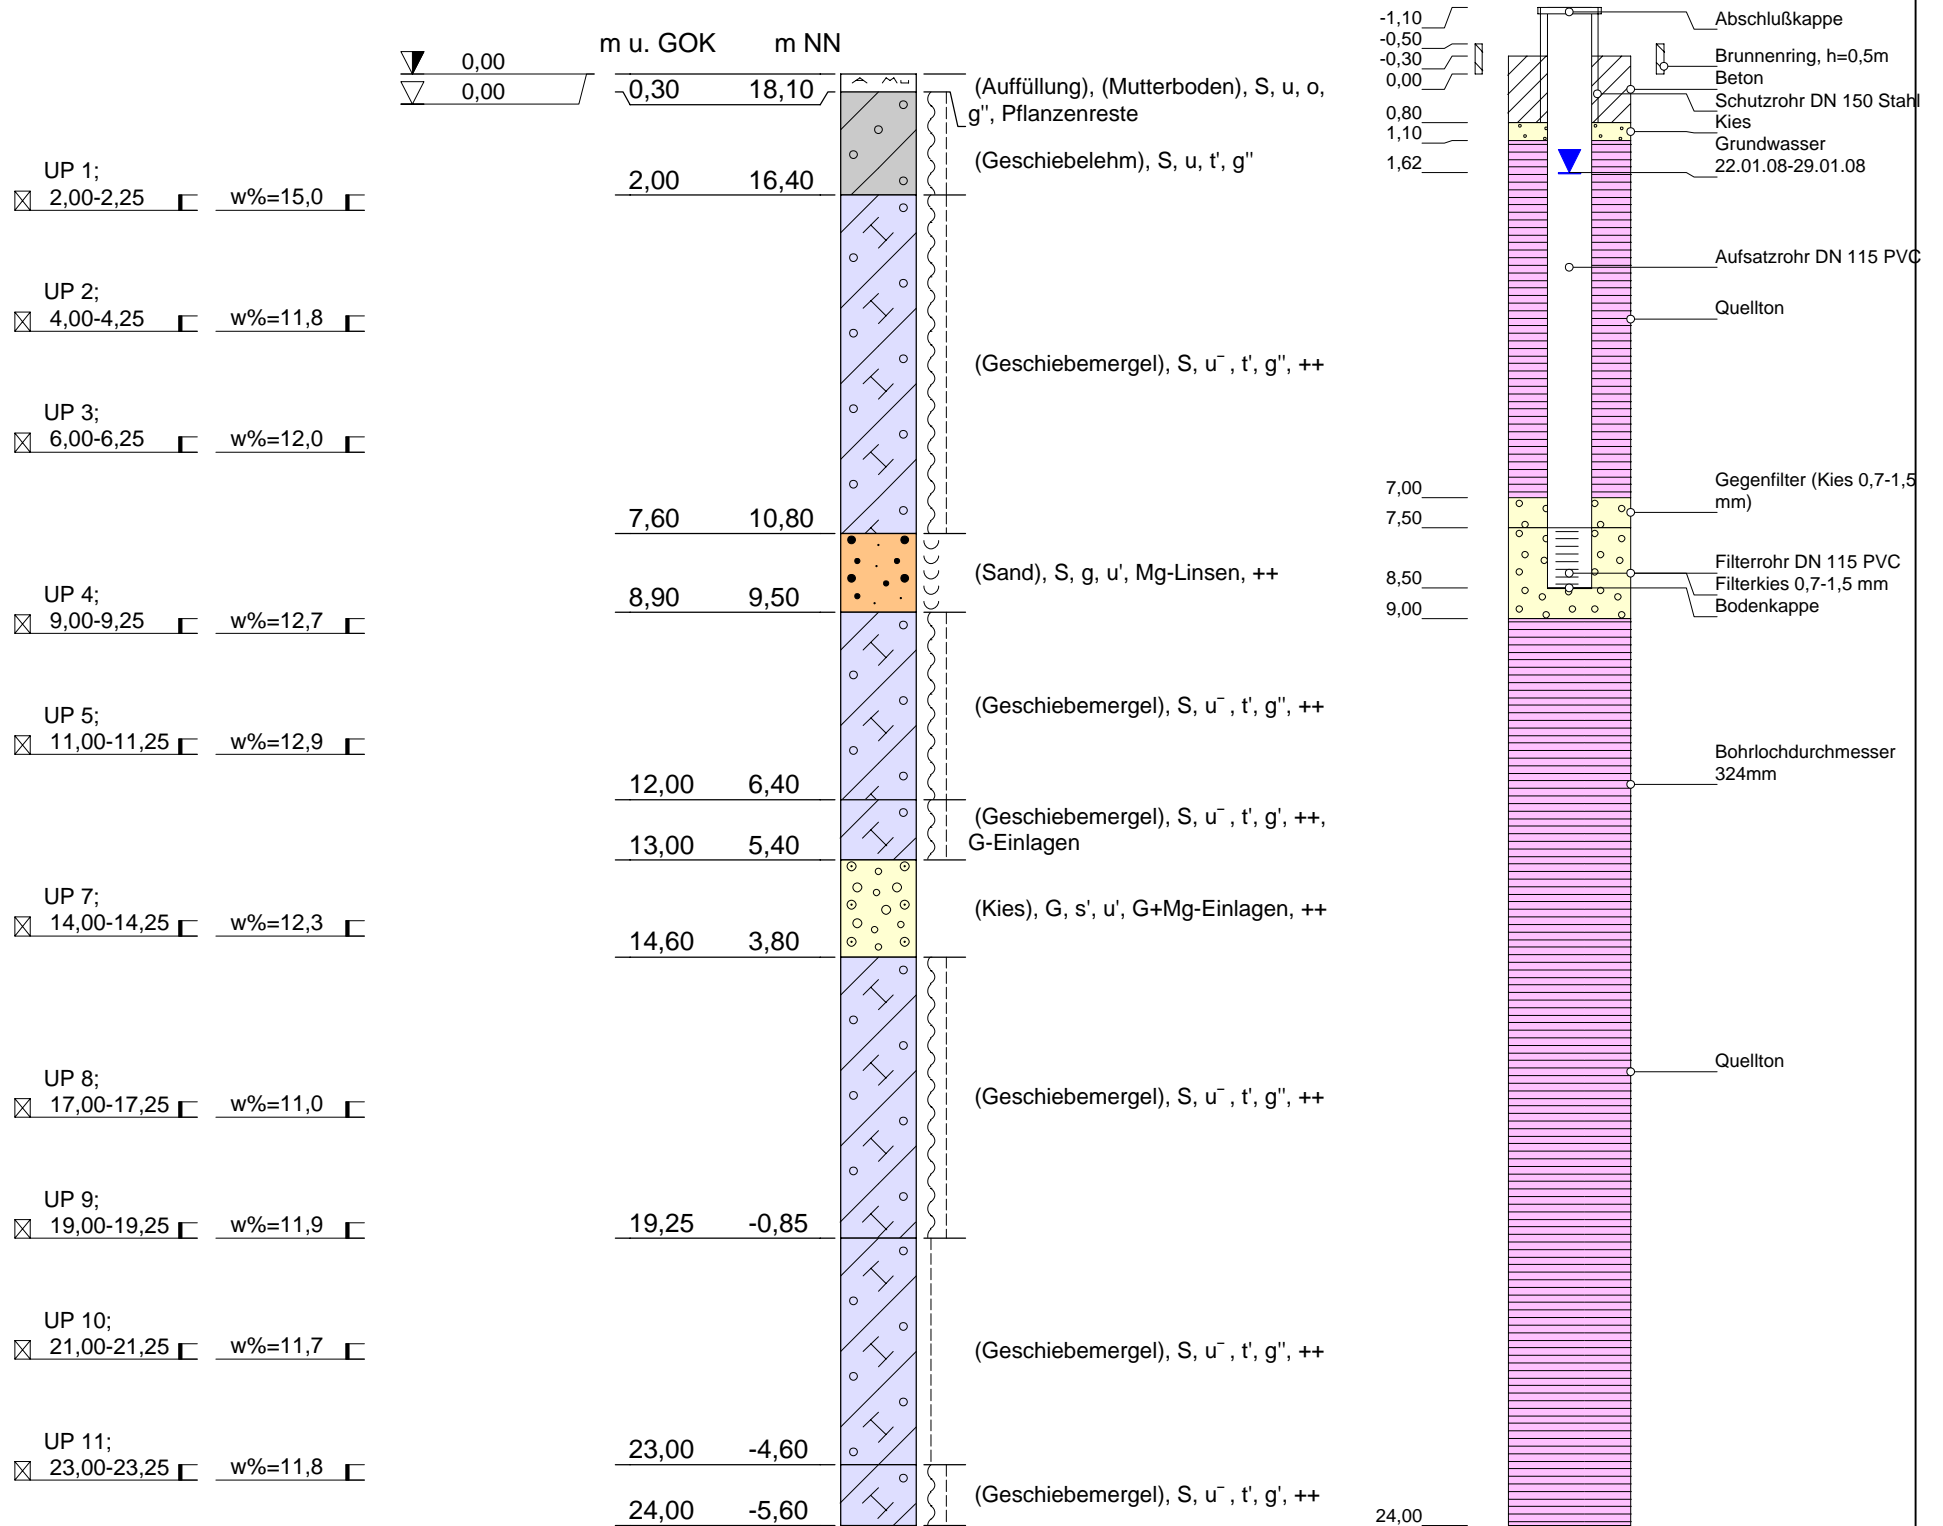 m u. GOK m NN
0,00
0,00
0,30 18,10
(Auffüllung), (Mutterboden), S, u, o,
g'', Pflanzenreste
(Geschiebelehm), S, u, t', g''
2,00 16,40
UP 1;
2,00-2,25 w%=15,0
UP 2;
4,00-4,25 w%=11,8
(Geschiebemergel), S, u¯, t', g'', ++
UP 3;
6,00-6,25 w%=12,0
7,60 10,80
(Sand), S, g, u', Mg-Linsen, ++
8,90 9,50
UP 4;
9,00-9,25 w%=12,7
(Geschiebemergel), S, u¯, t', g'', ++
UP 5;
11,00-11,25 w%=12,9
12,00 6,40
(Geschiebemergel), S, u¯, t', g', ++,
G-Einlagen
13,00 5,40
UP 7;
14,00-14,25 w%=12,3
(Kies), G, s', u', G+Mg-Einlagen, ++
14,60 3,80
UP 8;
17,00-17,25 w%=11,0
(Geschiebemergel), S, u¯, t', g'', ++
UP 9;
19,00-19,25 w%=11,9
19,25 -0,85
UP 10;
21,00-21,25 w%=11,7
(Geschiebemergel), S, u¯, t', g'', ++
23,00 -4,60
UP 11;
23,00-23,25 w%=11,8
(Geschiebemergel), S, u¯, t', g', ++
24,00 -5,60
-1,10
-0,50
-0,30
0,00
0,80
1,10
1,62
7,00
7,50
8,50
9,00
24,00
Abschlußkappe
Brunnenring, h=0,5m
Beton
Schutzrohr DN 150 Stahl
Kies
Grundwasser
22.01.08-29.01.08
Aufsatzrohr DN 115 PVC
Quellton
Gegenfilter (Kies 0,7-1,5
mm)
Filterrohr DN 115 PVC
Filterkies 0,7-1,5 mm
Bodenkappe
Bohrlochdurchmesser
324mm
Quellton